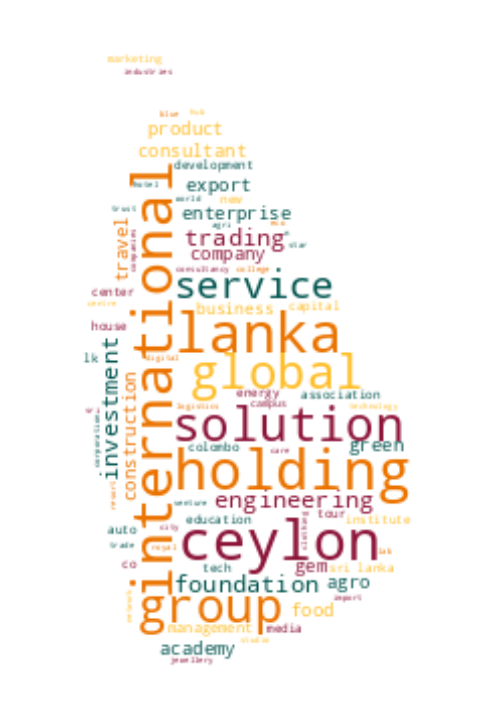 marketing
industries
blue
hub
product
consultant
development
hotel
export
world
new
trust
enterprise
agri
eco
travel
companies
trading
star
company
international
center
consultancy
college
service
centre
business
capital
house
lanka
lk
digital
global
investment
construction
energy
association
campus
logistics
technology
solution
corporation
colombo
care
green
holding
resort
venture
engineering
tour
clothing
education
institute
auto
city
trade
royal
ceylon
lab
co
tech
gem
sri lanka
foundation
agro
import
network
group
food
management
media
studio
academy
jewellery